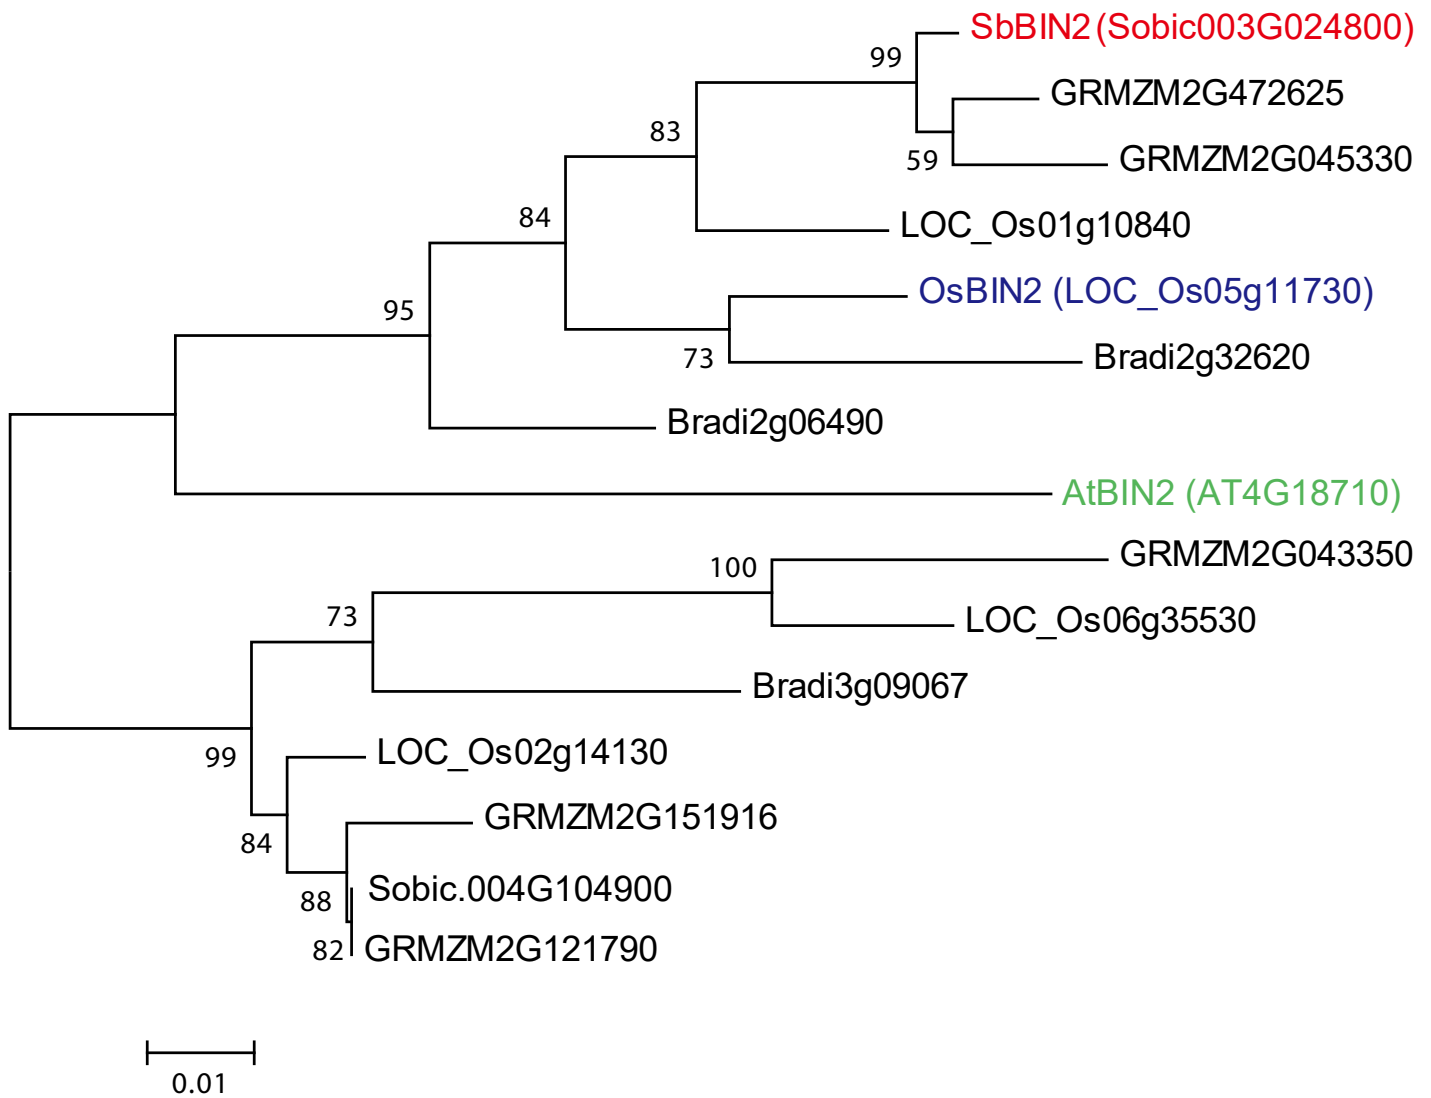 SbBIN2 (Sobic003G024800)
99
GRMZM2G472625
83
59
GRMZM2G045330
84
LOC_Os01g10840
95
OsBIN2 (LOC_Os05g11730)
73
Bradi2g32620
Bradi2g06490
AtBIN2 (AT4G18710)
100
GRMZM2G043350
73
LOC_Os06g35530
Bradi3g09067
99
LOC_Os02g14130
84
GRMZM2G151916
88
Sobic.004G104900
82
GRMZM2G121790
0.01